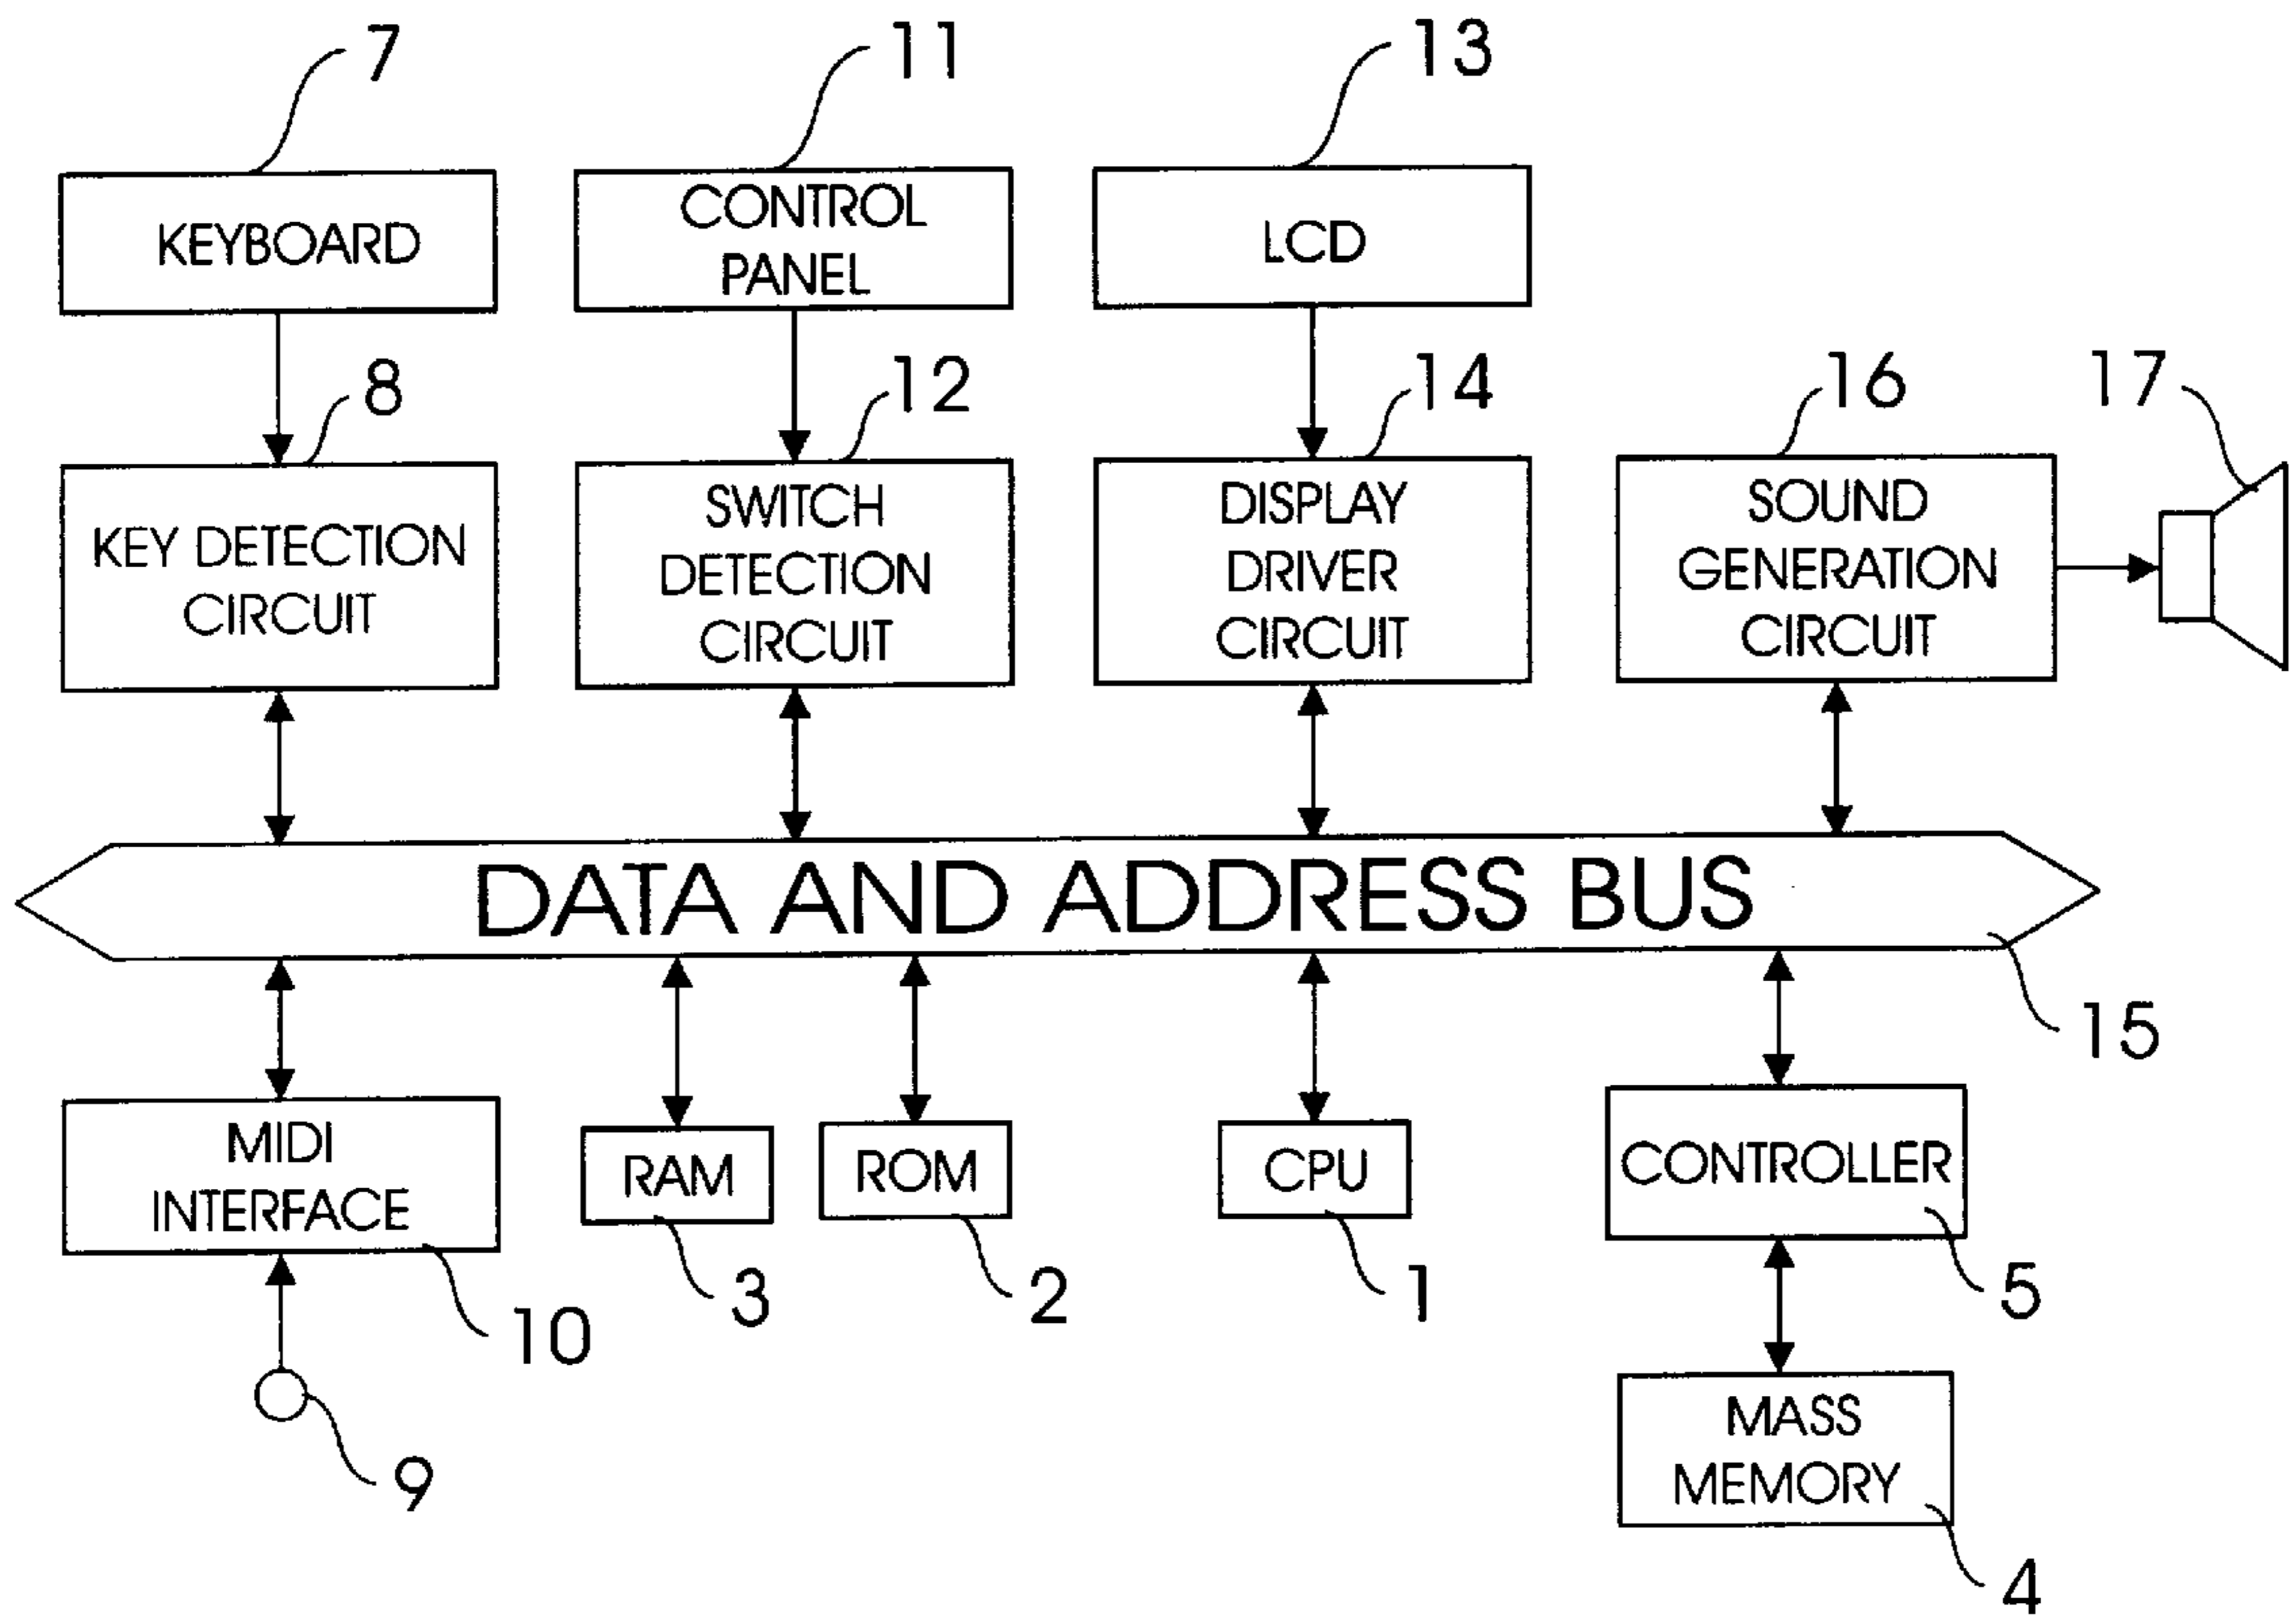 7
11
13
KEYBOARD
CONTROL
PANEL
LCD
8
12
14
16
17
KEY DETECTION
CIRCUIT
SWITCH
DETECTION
CIRCUIT
DISPLAY
DRIVER
CIRCUIT
SOUND
GENERATION
CIRCUIT
DATA AND ADDRESS BUS
15
MIDI
INTERFACE
RAM
ROM
CPU
CONTROLLER
10
3
2
1
5
9
MASS
MEMORY
4